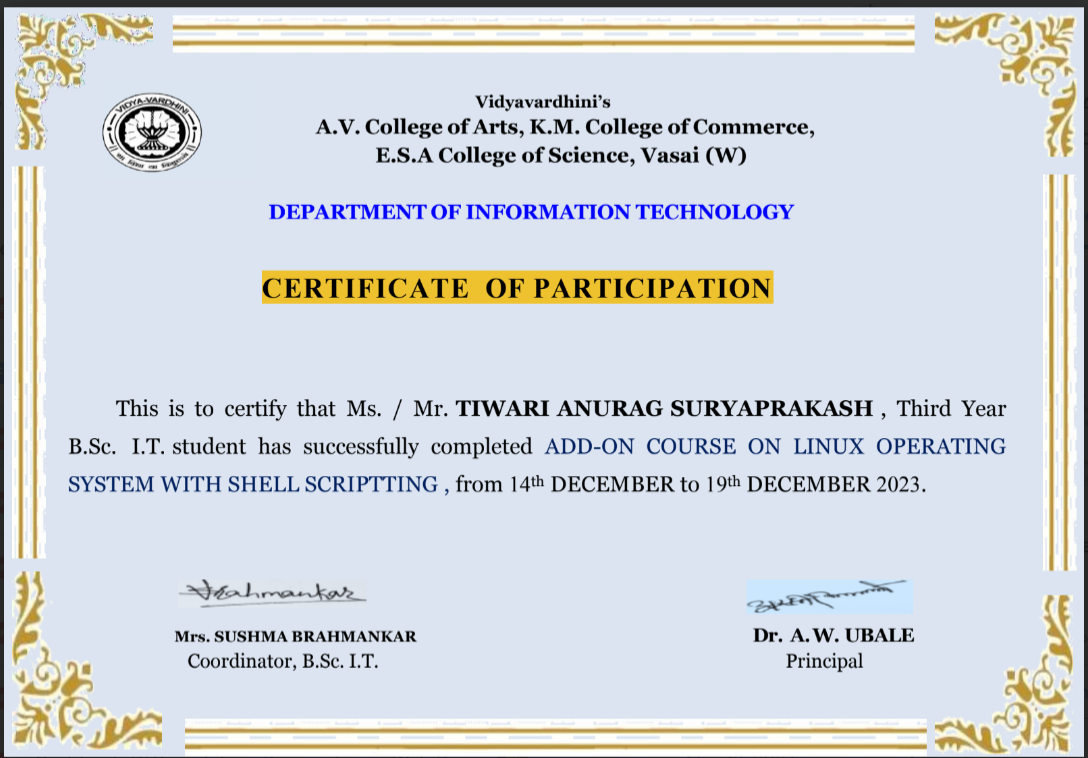 VIDYA-VARDHINI
Vidyavardhini's
A.V. College of Arts, K.M. College of Commerce,
E.S.A College of Science, Vasai (W)
DEPARTMENT OF INFORMATION TECHNOLOGY
CERTIFICATE OF PARTICIPATION
This is to certify that Ms. / Mr. TIWARI ANURAG SURYAPRAKASH , Third Year
B.Sc. I.T. student has successfully completed ADD-ON COURSE ON LINUX OPERATING
SYSTEM WITH SHELL SCRIPTTING , from 14th DECEMBER to 19th DECEMBER 2023.
Brahmankar
Mrs. SUSHMA BRAHMANKAR
Coordinator, B.Sc. I.T.
Dr. A.W. UBALE
Principal